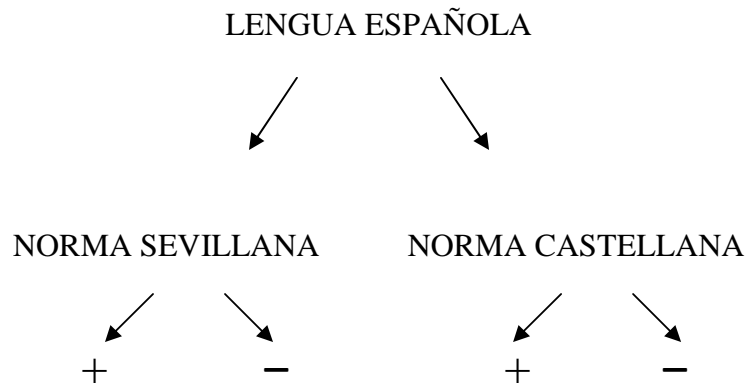 LENGUA ESPAÑOLA
NORMA SEVILLANA NORMA CASTELLANA
+ − + −